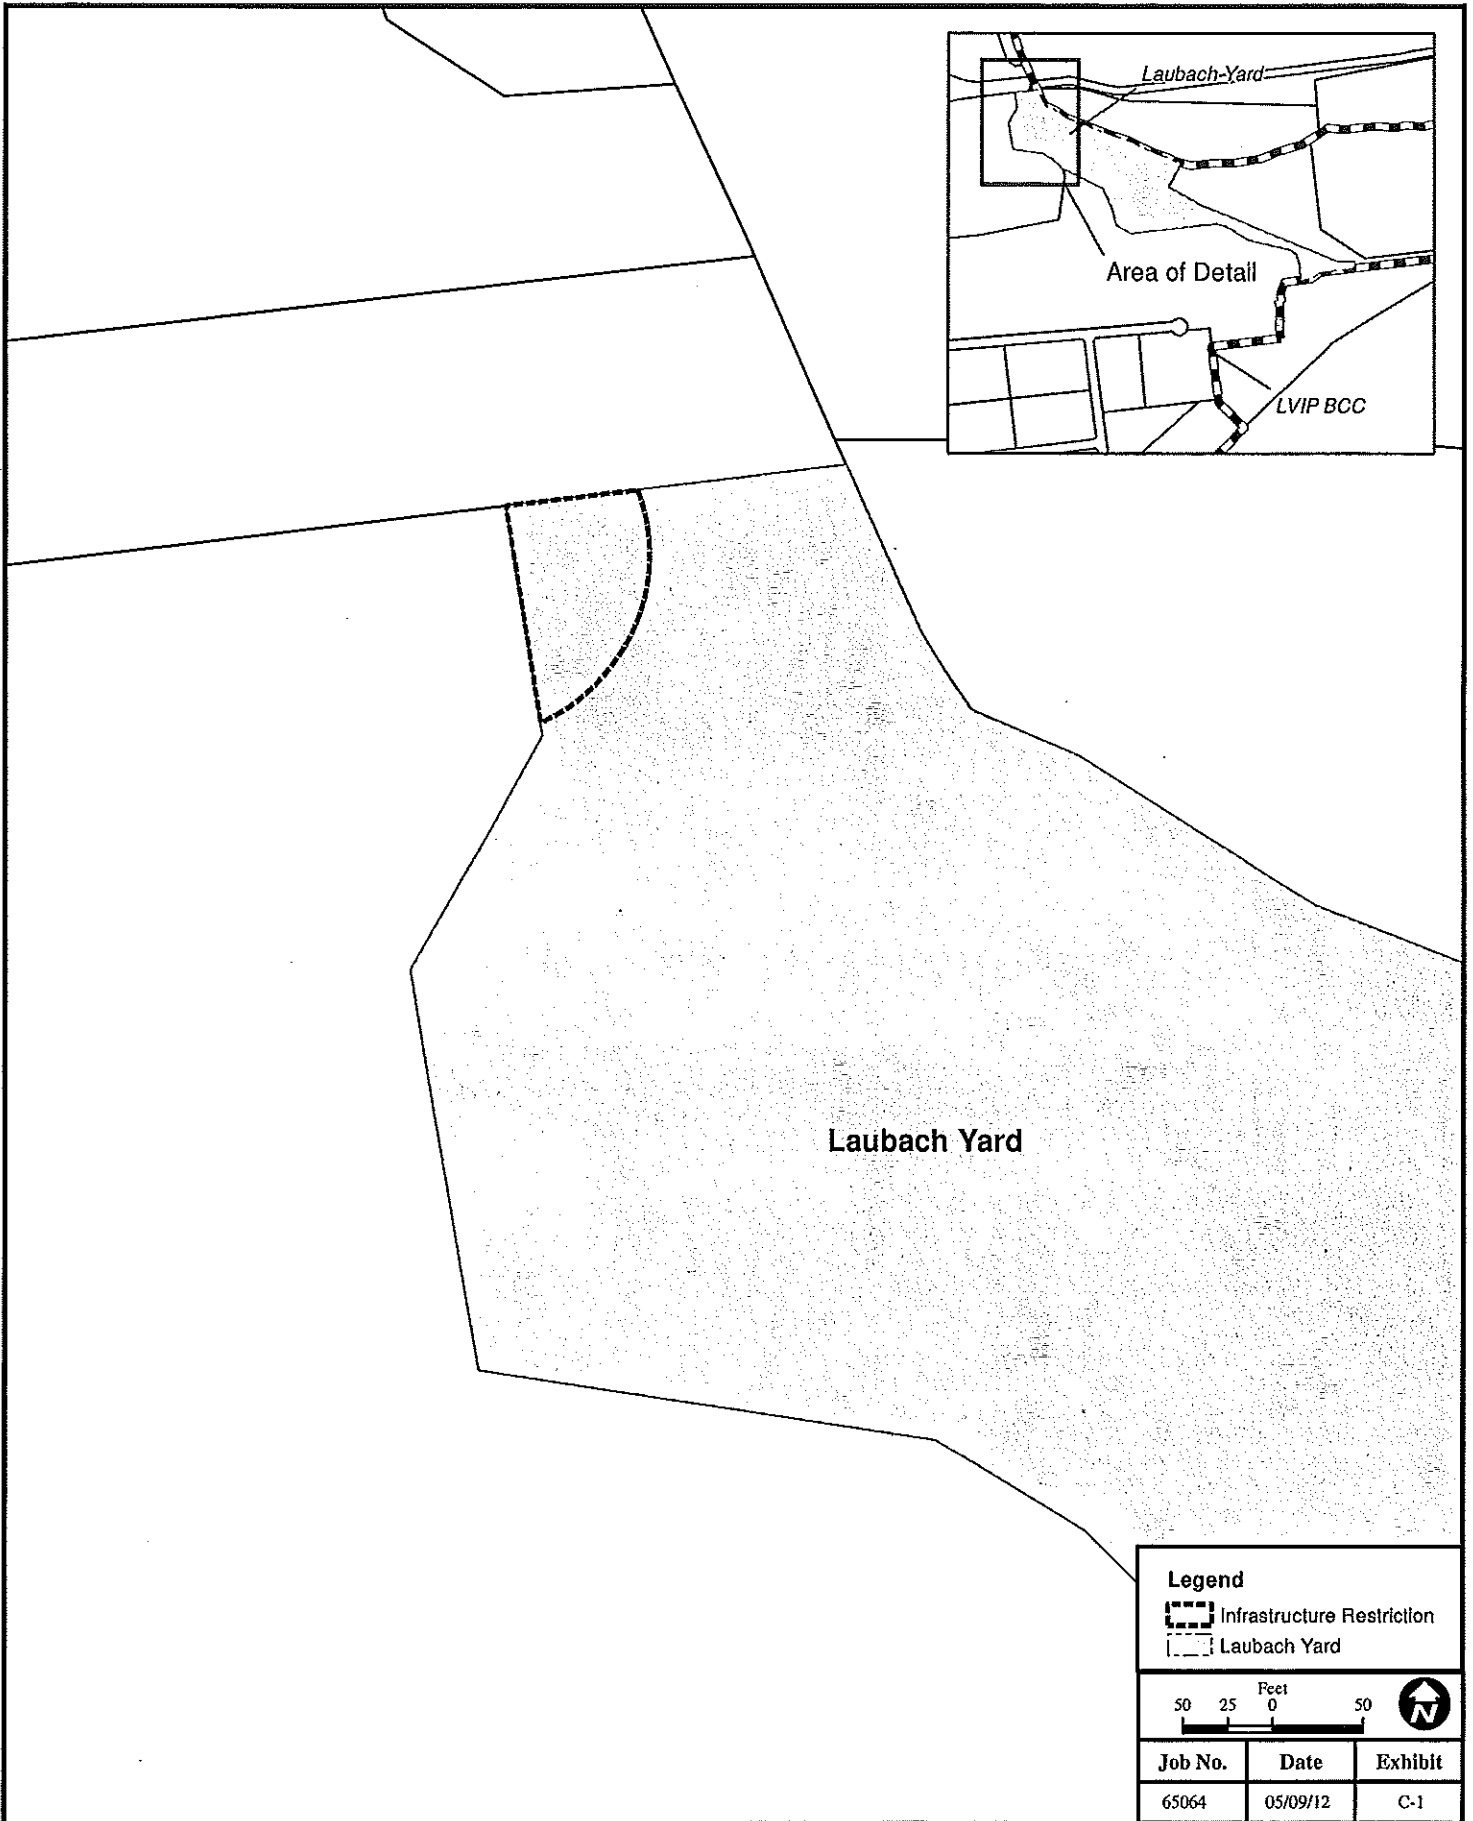 Laubach-Yard
Area of Detail
LVIP BCC
Laubach Yard
Legend
Infrastructure Restriction
Laubach Yard
Feet
50 25 0 50
N
Job No. Date Exhibit
65064 05/09/12 C-1